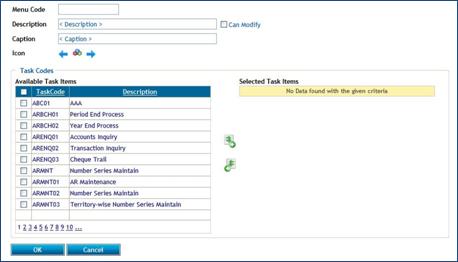 Menu Code
Description < Description > Can Modify
Caption < Caption >
Icon
Task Codes
Available Task Items Selected Task Items
TaskCode Description No Data found with the given criteria
ABC01 AAA
ARBCH01 Period End Process
ARBCH02 Year End Process
ARENQ01 Accounts Inquiry
ARENQ02 Transaction Inquiry
ARENQ03 Cheque Trail
ARMNT Number Series Maintain
ARMNT01 AR Maintenance
ARMNT02 Number Series Maintain
ARMNT03 Territory-wise Number Series Maintain
1 2 3 4 5 6 7 8 9 10 ...
OK Cancel